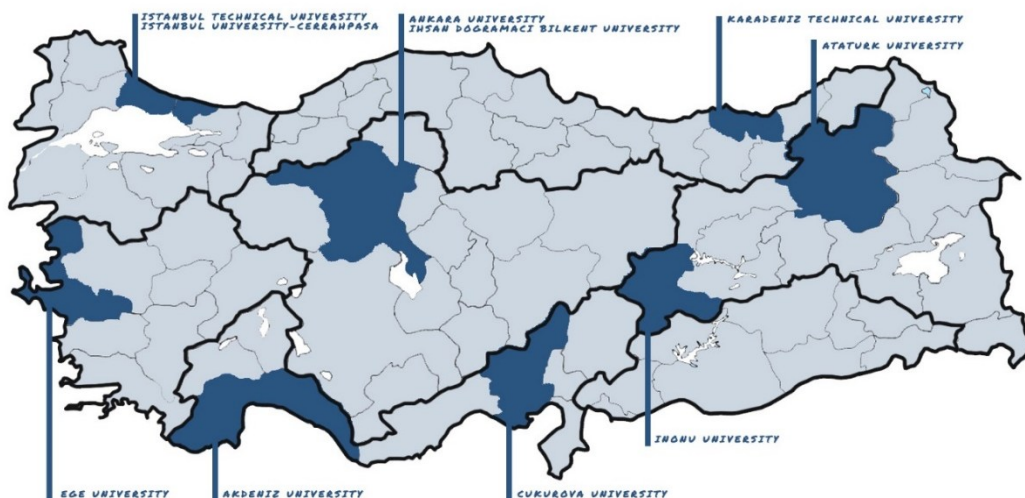 ISTANBUL TECHNICAL UNIVERSITY
ISTANBUL UNIVERSITY-CERRAHPASA
ANKARA UNIVERSITY
IHSAN DOGRAMACI BILKENT UNIVERSITY
KARADENIZ TECHNICAL UNIVERSITY
ATATURK UNIVERSITY
INONU UNIVERSITY
EGE UNIVERSITY
AKDENIZ UNIVERSITY
CUKUROVA UNIVERSITY